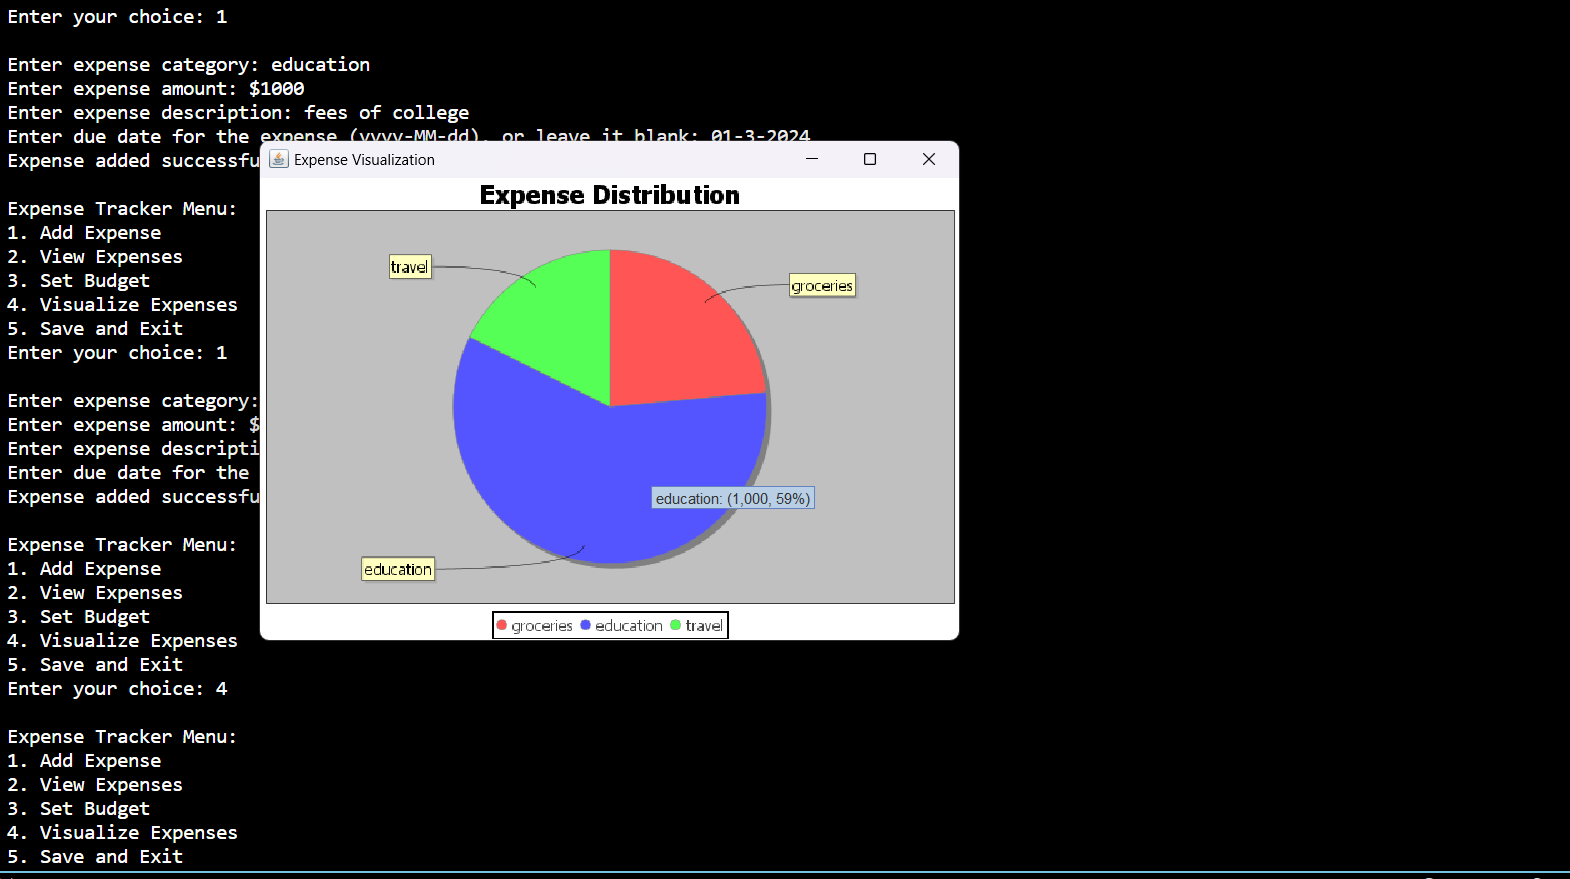 Enter your choice: 1
Enter expense category: education
Enter expense amount: $1000
Enter expense description: fees of college
Enter due date for the expense (yyyy-MM-dd), or leave it blank: 01-3-2024
Expense added successfu
Expense Tracker Menu:
1. Add Expense
2. View Expenses
3. Set Budget
4. Visualize Expenses
5. Save and Exit
Enter your choice: 1
Enter expense category:
Enter expense amount: $
Enter expense descripti
Enter due date for the
Expense added successfu
Expense Tracker Menu:
1. Add Expense
2. View Expenses
3. Set Budget
4. Visualize Expenses
5. Save and Exit
Enter your choice: 4
Expense Tracker Menu:
1. Add Expense
2. View Expenses
3. Set Budget
4. Visualize Expenses
5. Save and Exit
Expense Visualization
Expense Distribution
travel
groceries
education: (1,000, 59%)
education
groceries education travel